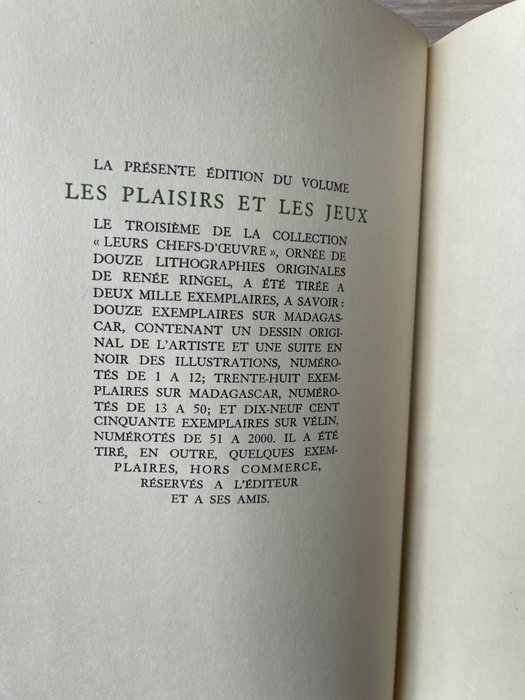 LA PRÉSENTE ÉDITION DU VOLUME
LES PLAISIRS ET LES JEUX
LE TROISIÈME DE LA COLLECTION
« LEURS CHEFS-D'ŒUVRE », ORNÉE DE
DOUZE LITHOGRAPHIES ORIGINALES
DE RENÉE RINGEL, A ÉTÉ TIRÉE A
DEUX MILLE EXEMPLAIRES, A SAVOIR :
DOUZE EXEMPLAIRES SUR MADAGAS-
CAR, CONTENANT UN DESSIN ORIGI-
NAL DE L'ARTISTE ET UNE SUITE EN
NOIR DES ILLUSTRATIONS, NUMÉRO-
TÉS DE 1 A 12; TRENTE-HUIT EXEM-
PLAIRES SUR MADAGASCAR, NUMÉRO-
TÉS DE 13 A 50; ET DIX-NEUF CENT
CINQUANTE EXEMPLAIRES SUR VÉLIN,
NUMÉROTÉS DE 51 A 2000. IL A ÉTÉ
TIRÉ, EN OUTRE, QUELQUES EXEM-
PLAIRES, HORS COMMERCE,
RÉSERVÉS A L'ÉDITEUR
ET A SES AMIS.